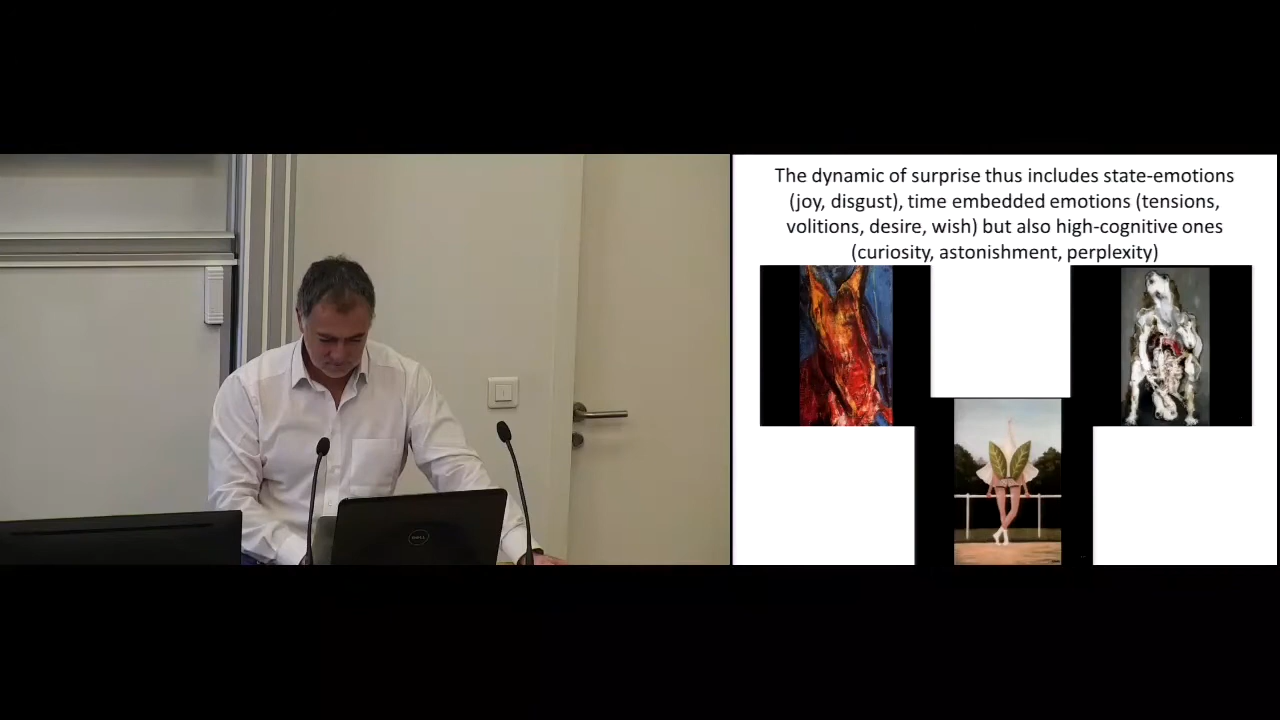 The dynamic of surprise thus includes state-emotions
(joy, disgust), time embedded emotions (tensions,
volitions, desire, wish) but also high-cognitive ones
(curiosity, astonishment, perplexity)
DELL